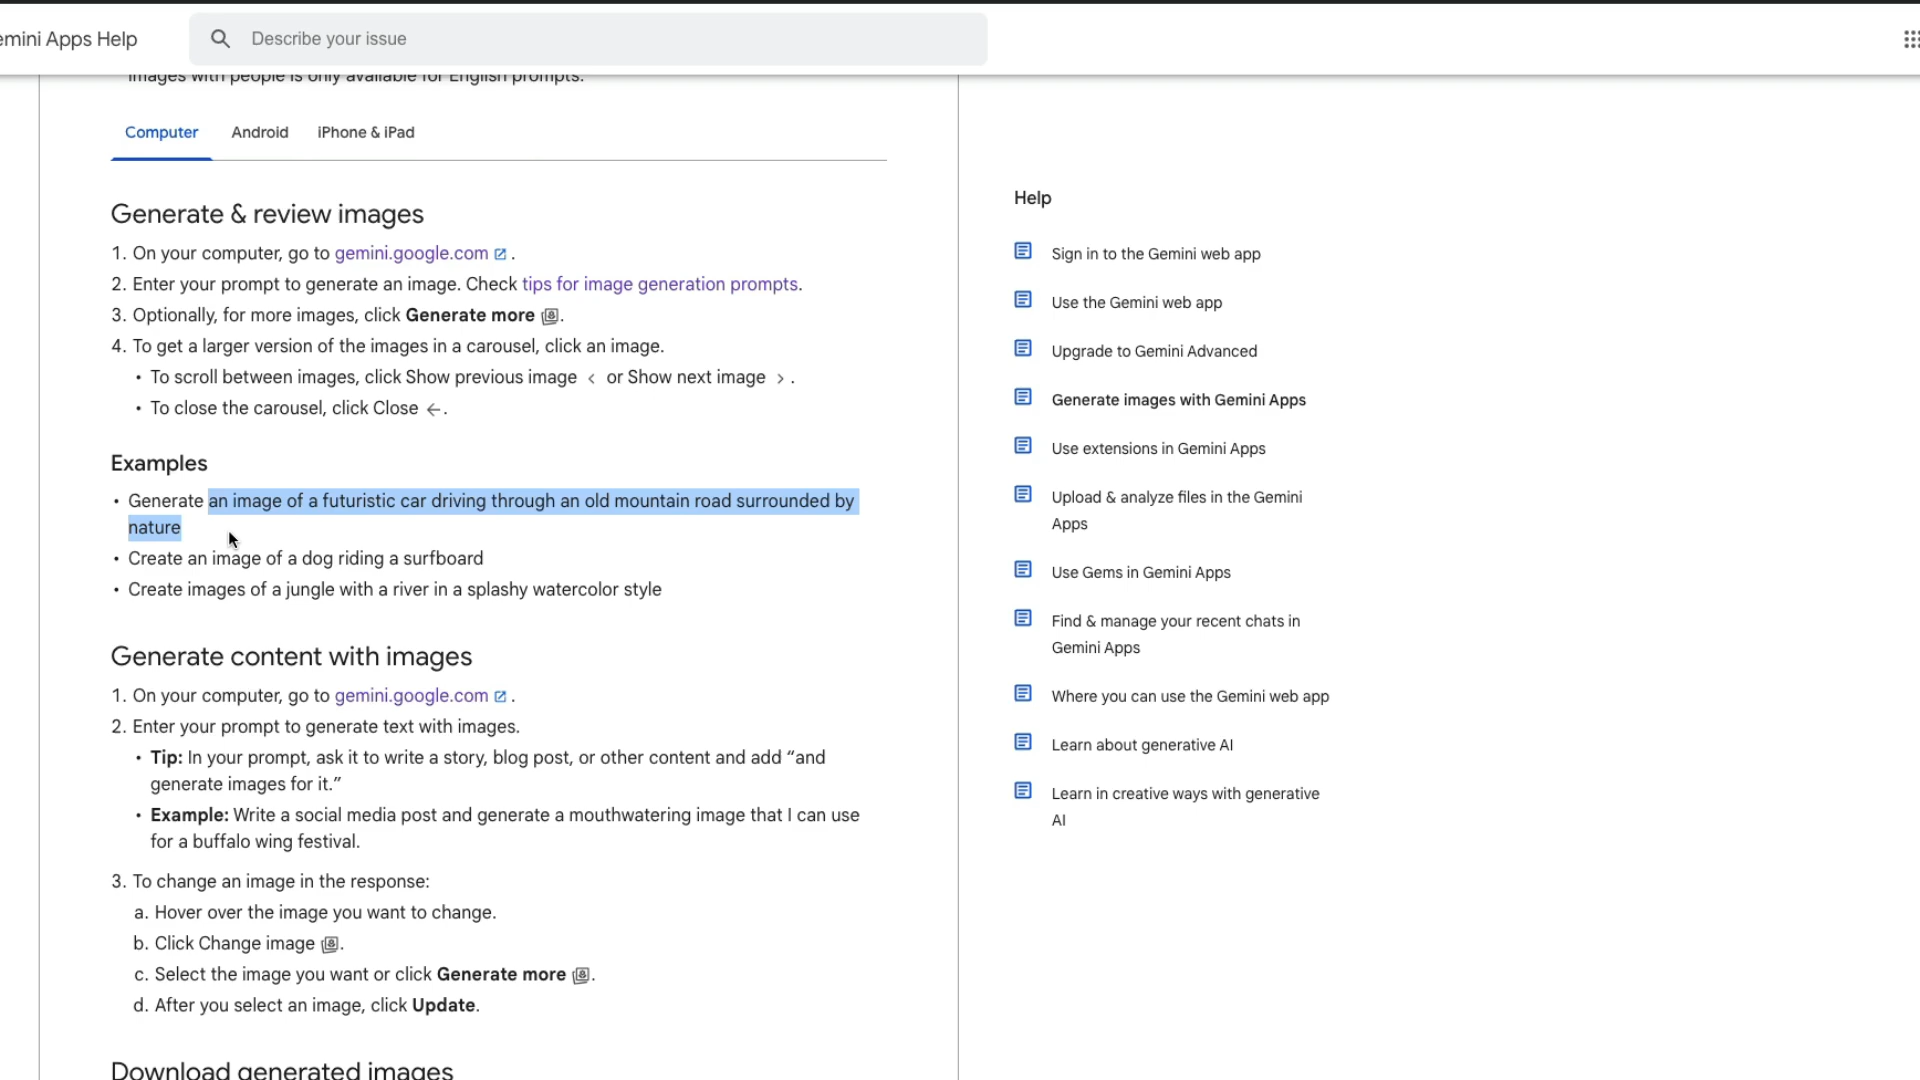 emini Apps Help
Describe your issue
images with people is only available for English prompts.
Computer
Android
iPhone & iPad
Generate & review images
1. On your computer, go to gemini.google.com .
2. Enter your prompt to generate an image. Check tips for image generation prompts.
3. Optionally, for more images, click Generate more .
4. To get a larger version of the images in a carousel, click an image.
• To scroll between images, click Show previous image < or Show next image > .
• To close the carousel, click Close ←.
Examples
• Generate an image of a futuristic car driving through an old mountain road surrounded by
nature
• Create an image of a dog riding a surfboard
• Create images of a jungle with a river in a splashy watercolor style
Generate content with images
1. On your computer, go to gemini.google.com .
2. Enter your prompt to generate text with images.
• Tip: In your prompt, ask it to write a story, blog post, or other content and add “and
generate images for it.”
• Example: Write a social media post and generate a mouthwatering image that I can use
for a buffalo wing festival.
3. To change an image in the response:
a. Hover over the image you want to change.
b. Click Change image .
c. Select the image you want or click Generate more .
d. After you select an image, click Update.
Download generated images
Help
Sign in to the Gemini web app
Use the Gemini web app
Upgrade to Gemini Advanced
Generate images with Gemini Apps
Use extensions in Gemini Apps
Upload & analyze files in the Gemini
Apps
Use Gems in Gemini Apps
Find & manage your recent chats in
Gemini Apps
Where you can use the Gemini web app
Learn about generative AI
Learn in creative ways with generative
AI